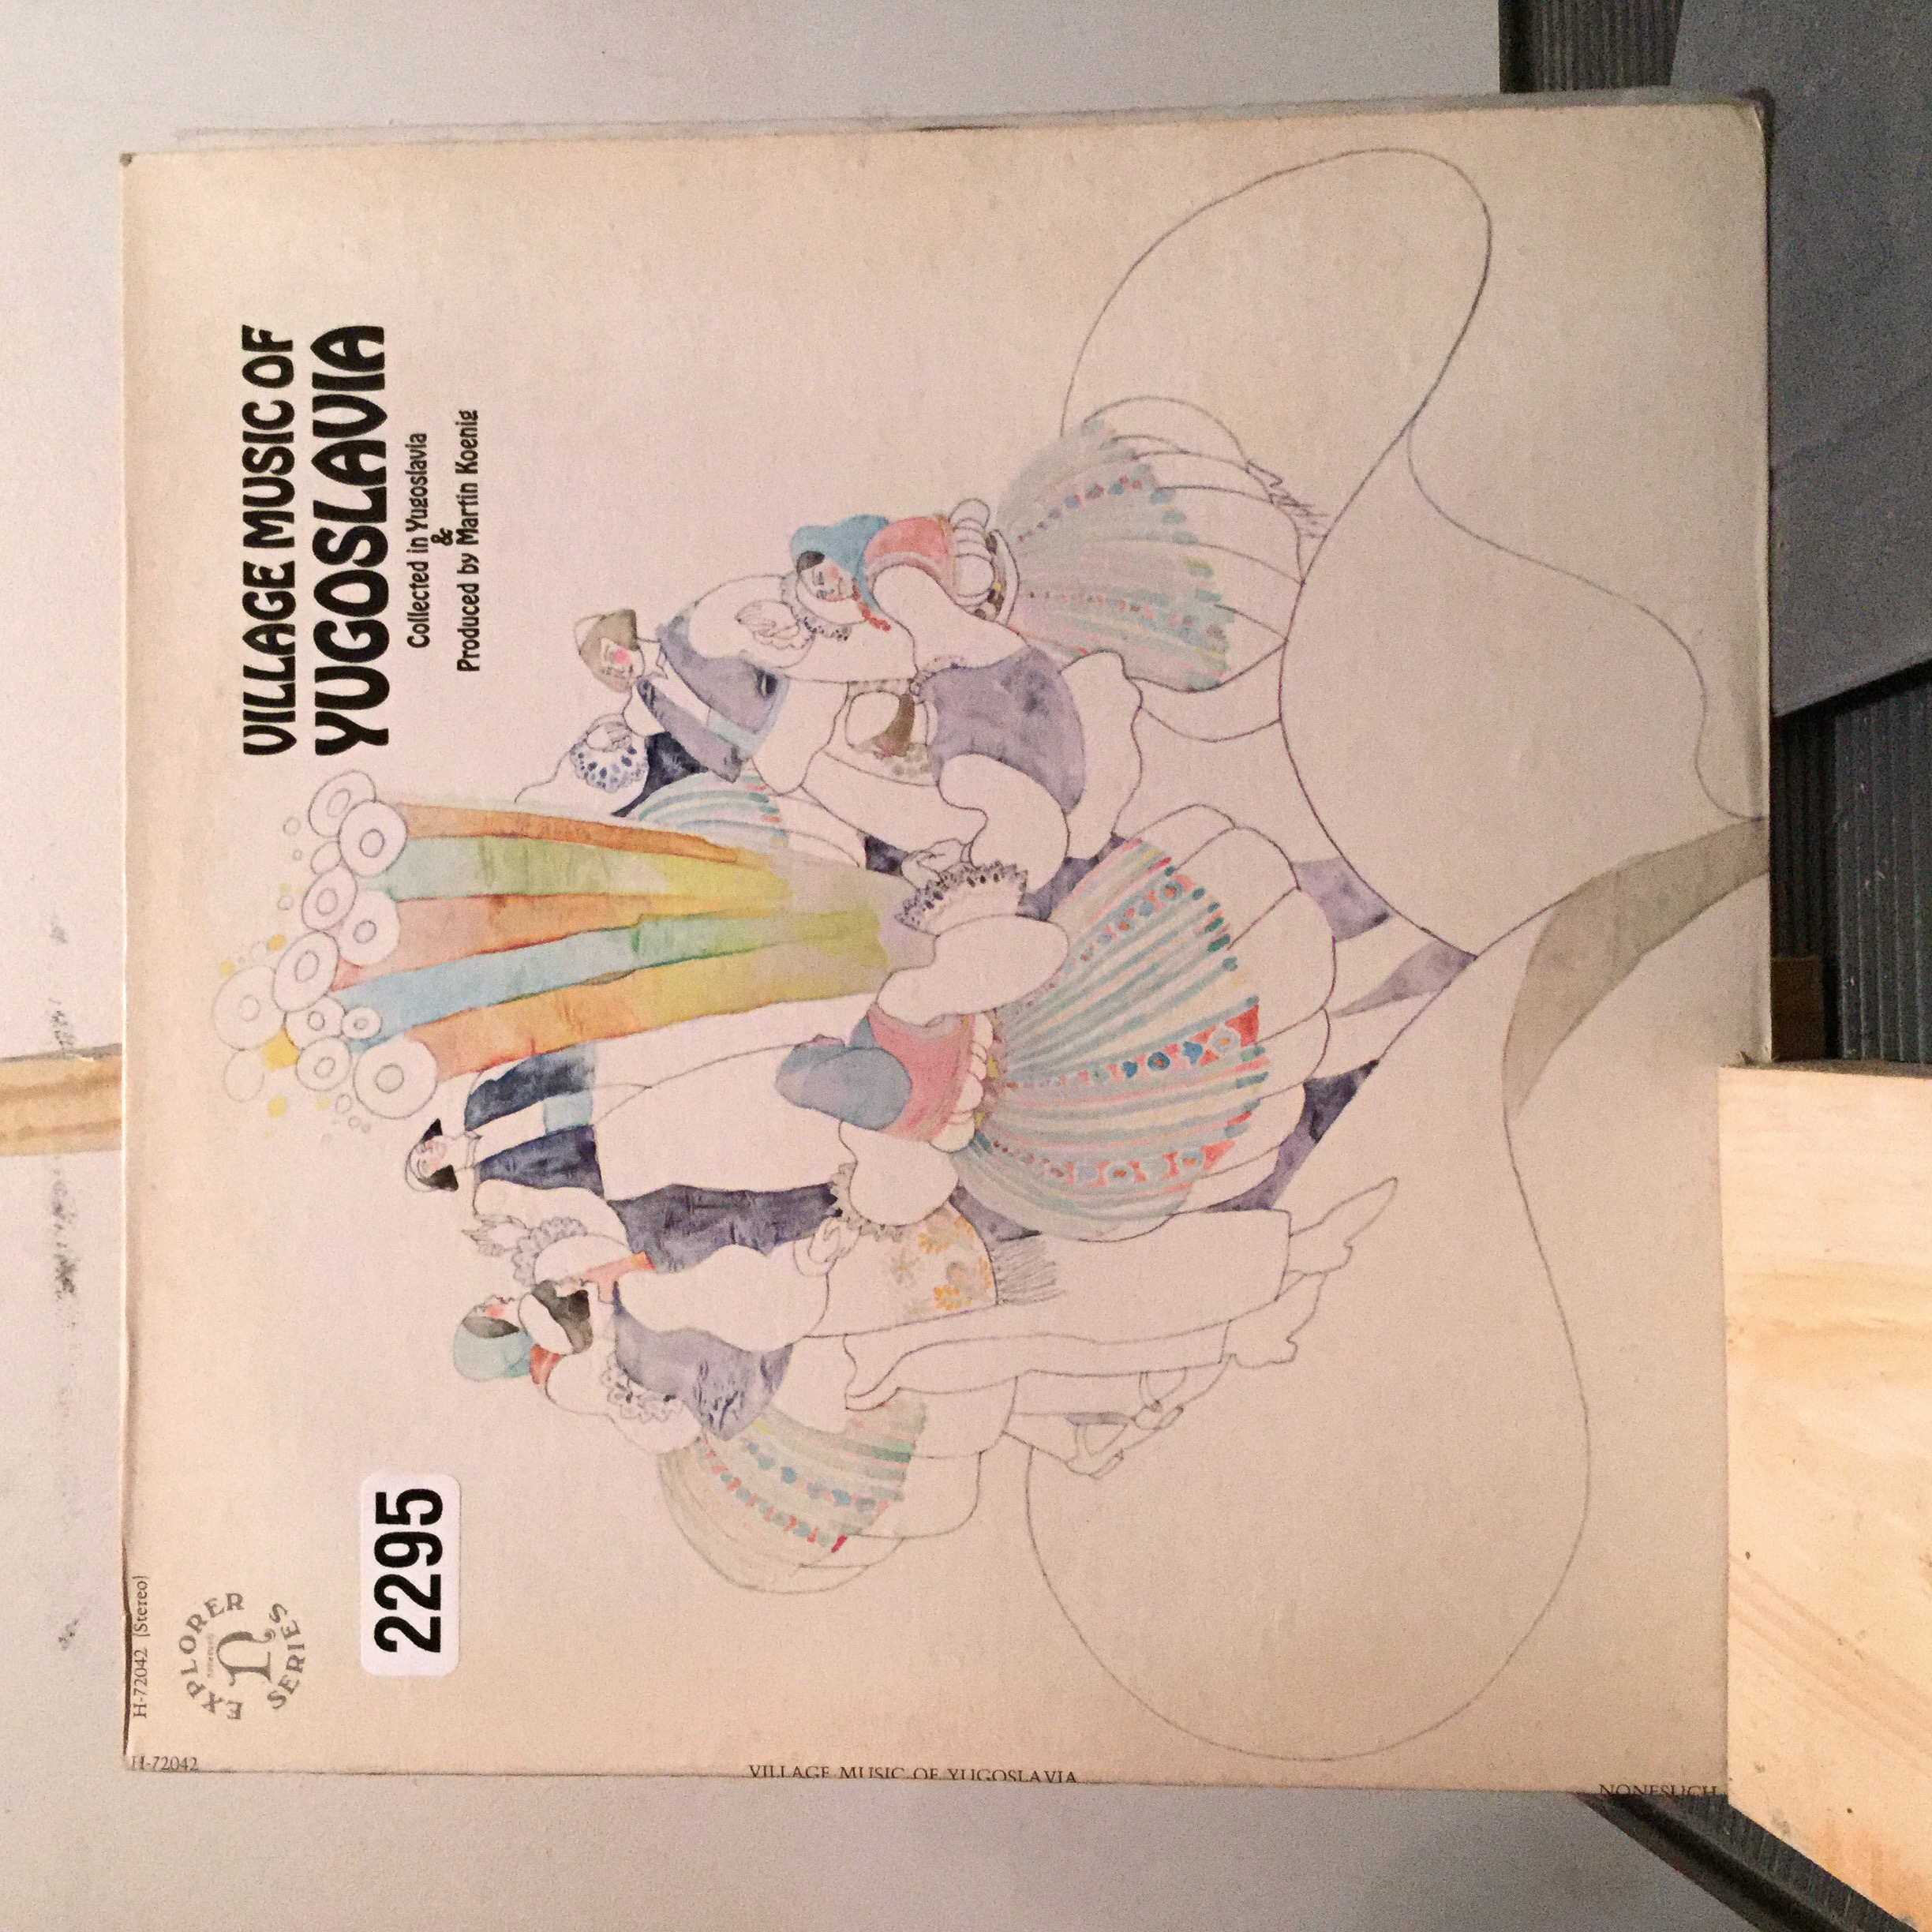 H-72042 (Stereo)
EXPLORER
NONESUCH
SERIES
VILLAGE MUSIC OF
YUGOSLAVIA
Collected in Yugoslavia
&
Produced by Martin Koenig
2295
H-72042
VILLAGE MUSIC OF YUGOSLAVIA
NONESUCH